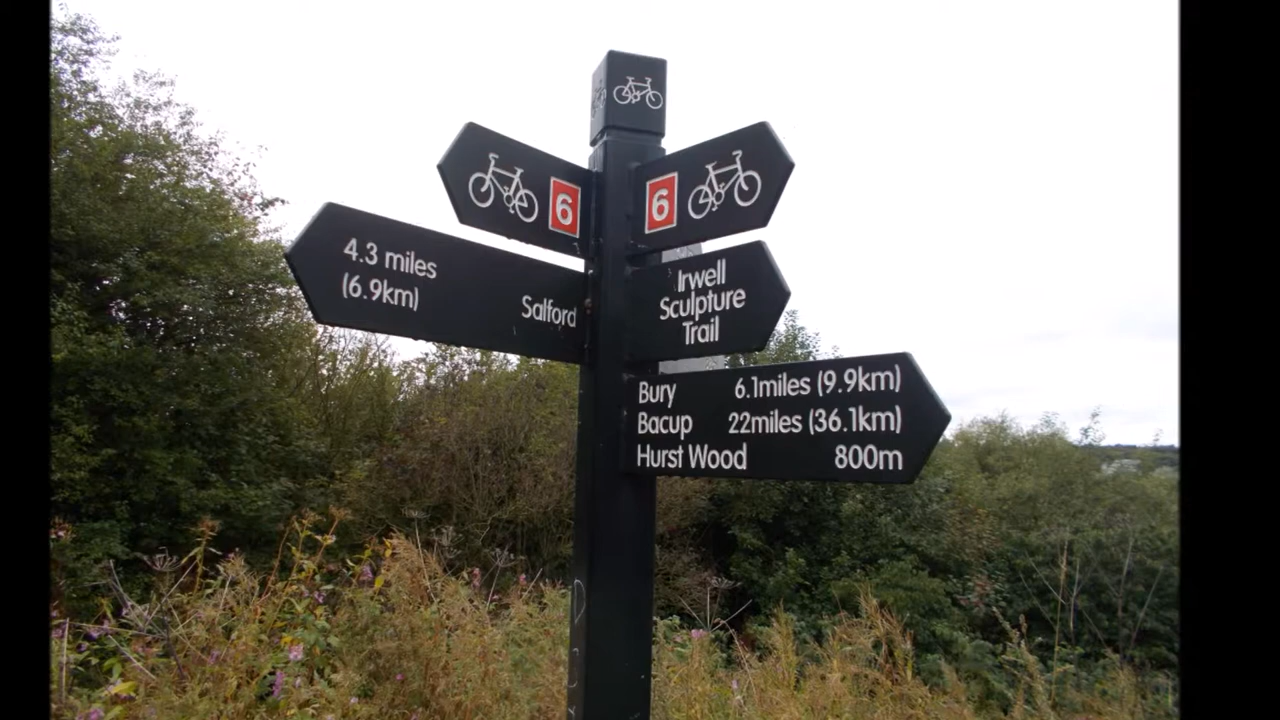 6
6
4.3 miles
(6.9km)
Salford
Irwell
Sculpture
Trail
Bury 6.1miles (9.9km)
Bacup 22miles (36.1km)
Hurst Wood 800m